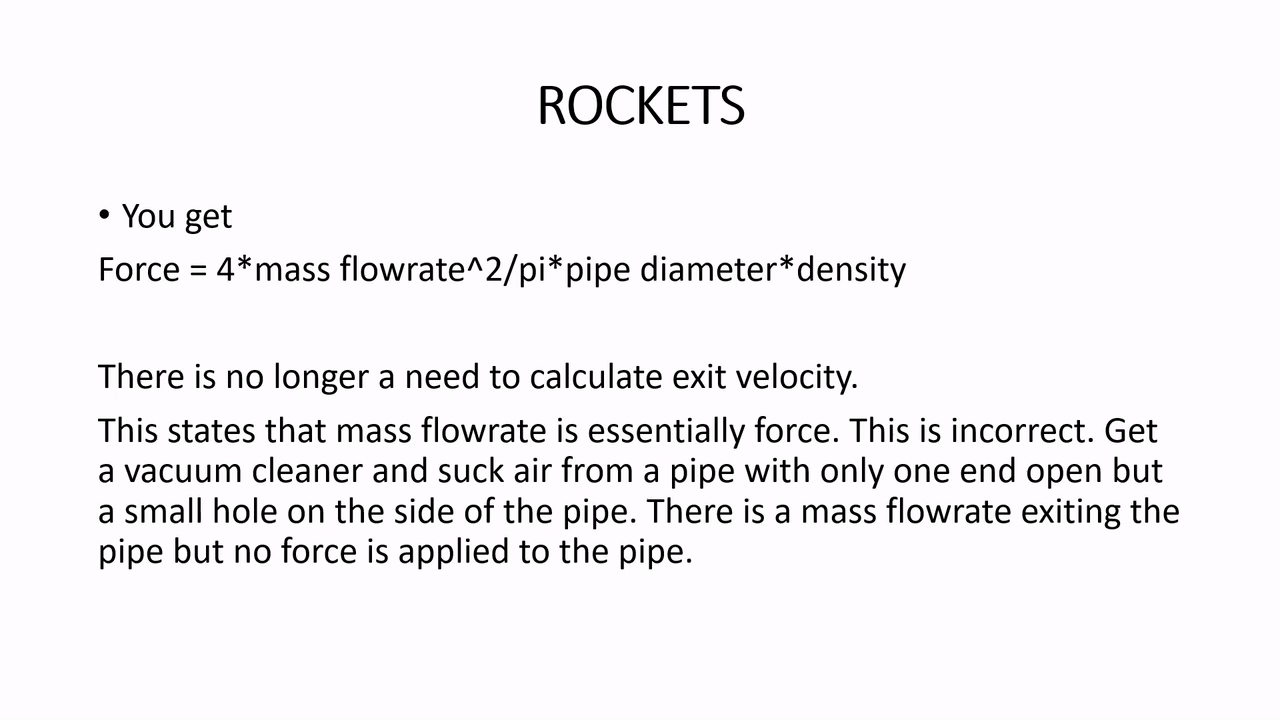 ROCKETS
• You get
Force = 4*mass flowrate^2/pi*pipe diameter*density
There is no longer a need to calculate exit velocity.
This states that mass flowrate is essentially force. This is incorrect. Get
a vacuum cleaner and suck air from a pipe with only one end open but
a small hole on the side of the pipe. There is a mass flowrate exiting the
pipe but no force is applied to the pipe.